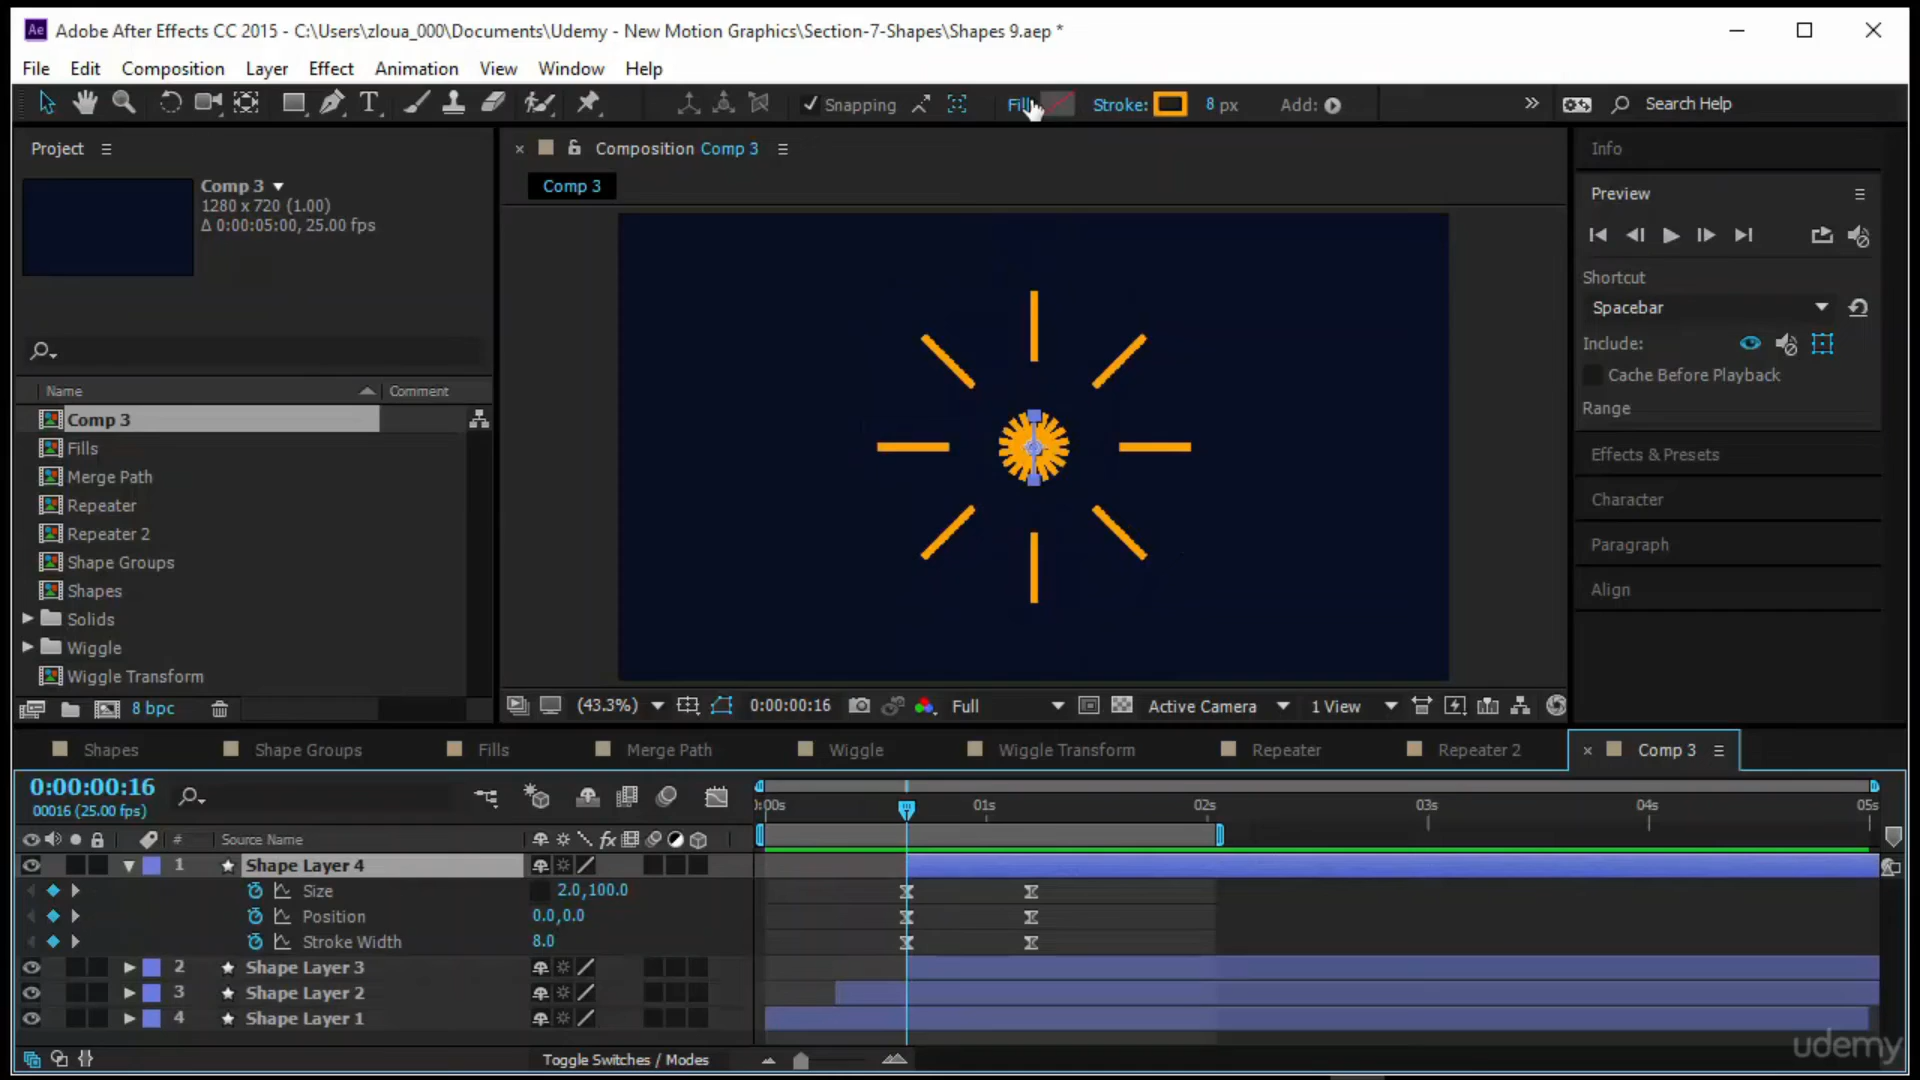 Ae Adobe After Effects CC 2015 - C:\Users\zloua_000\Documents\Udemy - New Motion Graphics\Section-7-Shapes\Shapes 9.aep *
File Edit Composition Layer Effect Animation View Window Help
T Snapping Fill Stroke: 8 px Add: Search Help
Project
Comp 3
1280 x 720 (1.00)
Δ 0:00:05:00, 25.00 fps
Name Comment
Comp 3
Fills
Merge Path
Repeater
Repeater 2
Shape Groups
Shapes
Solids
Wiggle
Wiggle Transform
8 bpc
Composition Comp 3
Comp 3
(43.3%) 0:00:00:16 Full Active Camera 1 View
Info
Preview
Shortcut
Spacebar
Include:
Cache Before Playback
Range
Effects & Presets
Character
Paragraph
Align
Shapes Shape Groups Fills Merge Path Wiggle Wiggle Transform Repeater Repeater 2 Comp 3
0:00:00:16
00016 (25.00 fps)
):00s 01s 02s 03s 04s 05s
# Source Name fx
1 Shape Layer 4
Size 2.0,100.0
Position 0.0,0.0
Stroke Width 8.0
2 Shape Layer 3
3 Shape Layer 2
4 Shape Layer 1
Toggle Switches / Modes
udemy